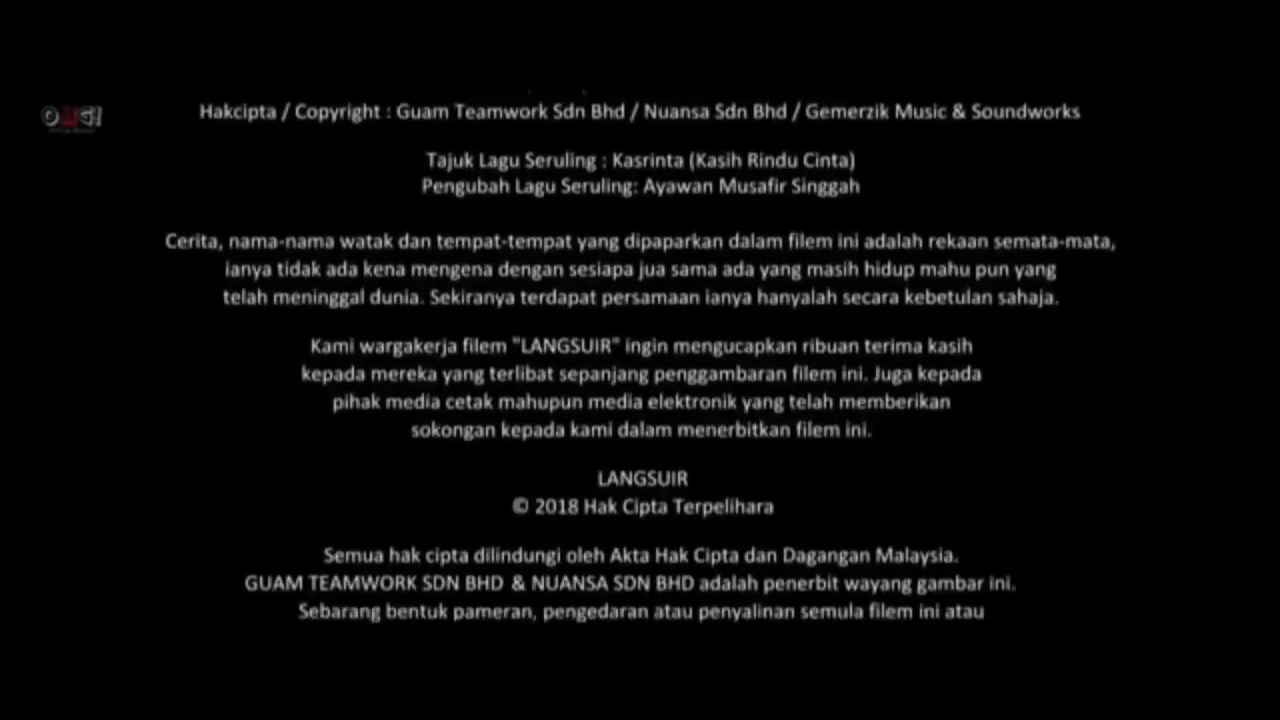 OMG!
Hakcipta / Copyright : Guam Teamwork Sdn Bhd / Nuansa Sdn Bhd / Gemerzik Music & Soundworks
Tajuk Lagu Seruling : Kasrinta (Kasih Rindu Cinta)
Pengubah Lagu Seruling: Ayawan Musafir Singgah
Cerita, nama-nama watak dan tempat-tempat yang dipaparkan dalam filem ini adalah rekaan semata-mata,
ianya tidak ada kena mengena dengan sesiapa jua sama ada yang masih hidup mahu pun yang
telah meninggal dunia. Sekiranya terdapat persamaan ianya hanyalah secara kebetulan sahaja.
Kami wargakerja filem "LANGSUIR" ingin mengucapkan ribuan terima kasih
kepada mereka yang terlibat sepanjang penggambaran filem ini. Juga kepada
pihak media cetak mahupun media elektronik yang telah memberikan
sokongan kepada kami dalam menerbitkan filem ini.
LANGSUIR
© 2018 Hak Cipta Terpelihara
Semua hak cipta dilindungi oleh Akta Hak Cipta dan Dagangan Malaysia.
GUAM TEAMWORK SDN BHD & NUANSA SDN BHD adalah penerbit wayang gambar ini.
Sebarang bentuk pameran, pengedaran atau penyalinan semula filem ini atau